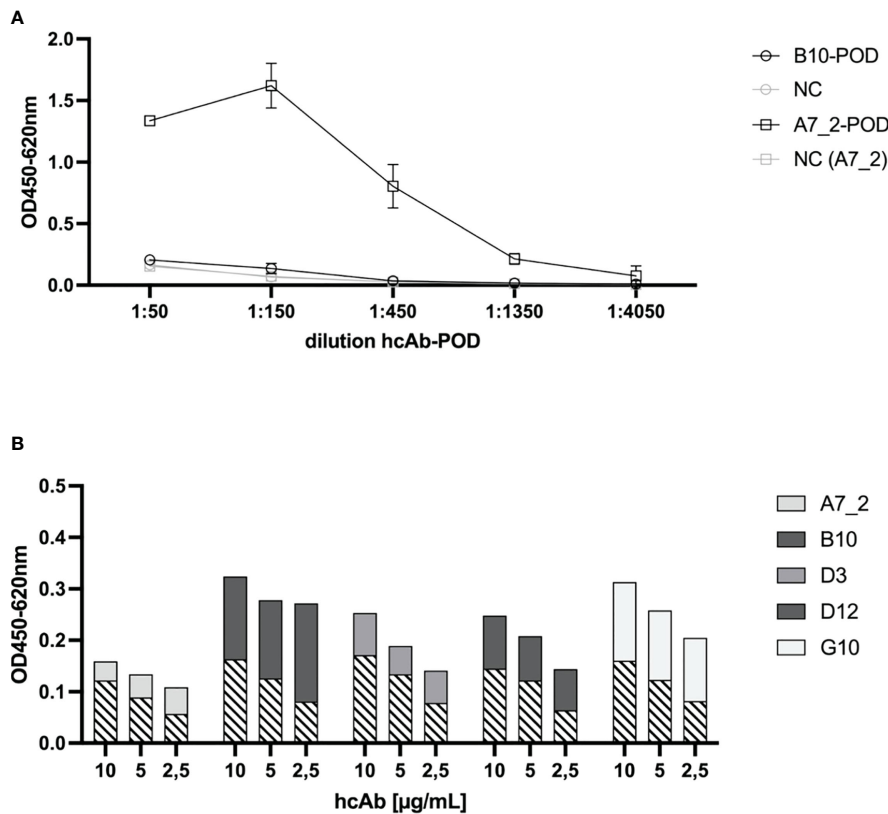 A
2.0
1.5
1.0
0.5
0.0
OD450-620nm
1:50 1:150 1:450 1:1350 1:4050
dilution hcAb-POD
B10-POD
NC
A7_2-POD
NC (A7_2)
B
0.5
0.4
0.3
0.2
0.1
0.0
OD450-620nm
10 5 2,5 10 5 2,5 10 5 2,5 10 5 2,5 10 5 2,5
hcAb [µg/mL]
A7_2
B10
D3
D12
G10